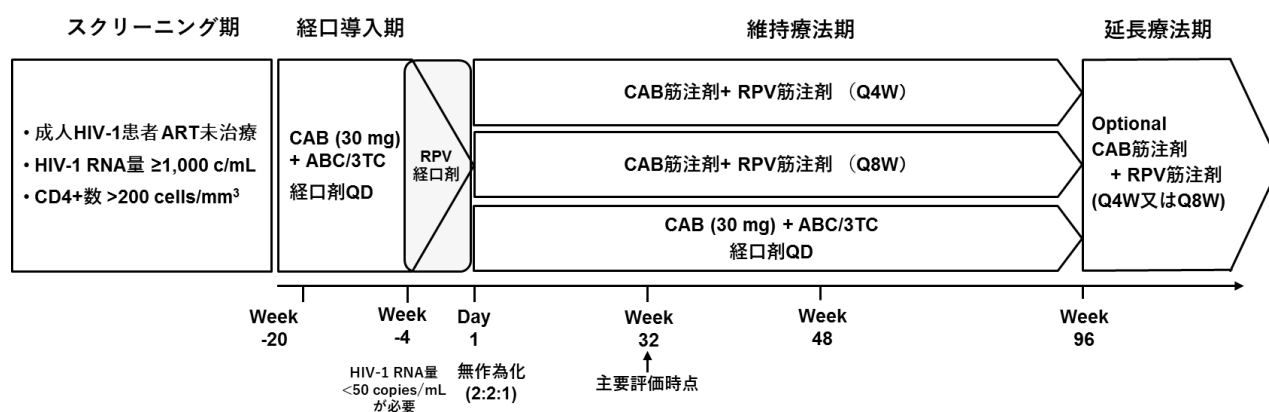 スクリーニング期
経口導入期
維持療法期
延長療法期
• 成人HIV-1患者 ART未治療
• HIV-1 RNA量 ≥1,000 c/mL
• CD4+数 >200 cells/mm³
CAB (30 mg)
+ ABC/3TC
経口剤QD
RPV
経口剤
CAB筋注剤+ RPV筋注剤 （Q4W）
CAB筋注剤+ RPV筋注剤 （Q8W）
CAB (30 mg) + ABC/3TC
経口剤QD
Optional
CAB筋注剤
+ RPV筋注剤
(Q4W又はQ8W)
Week
-20
Week
-4
Day
1
Week
32
Week
48
Week
96
HIV-1 RNA量
<50 copies/mL
が必要
無作為化
(2:2:1)
主要評価時点